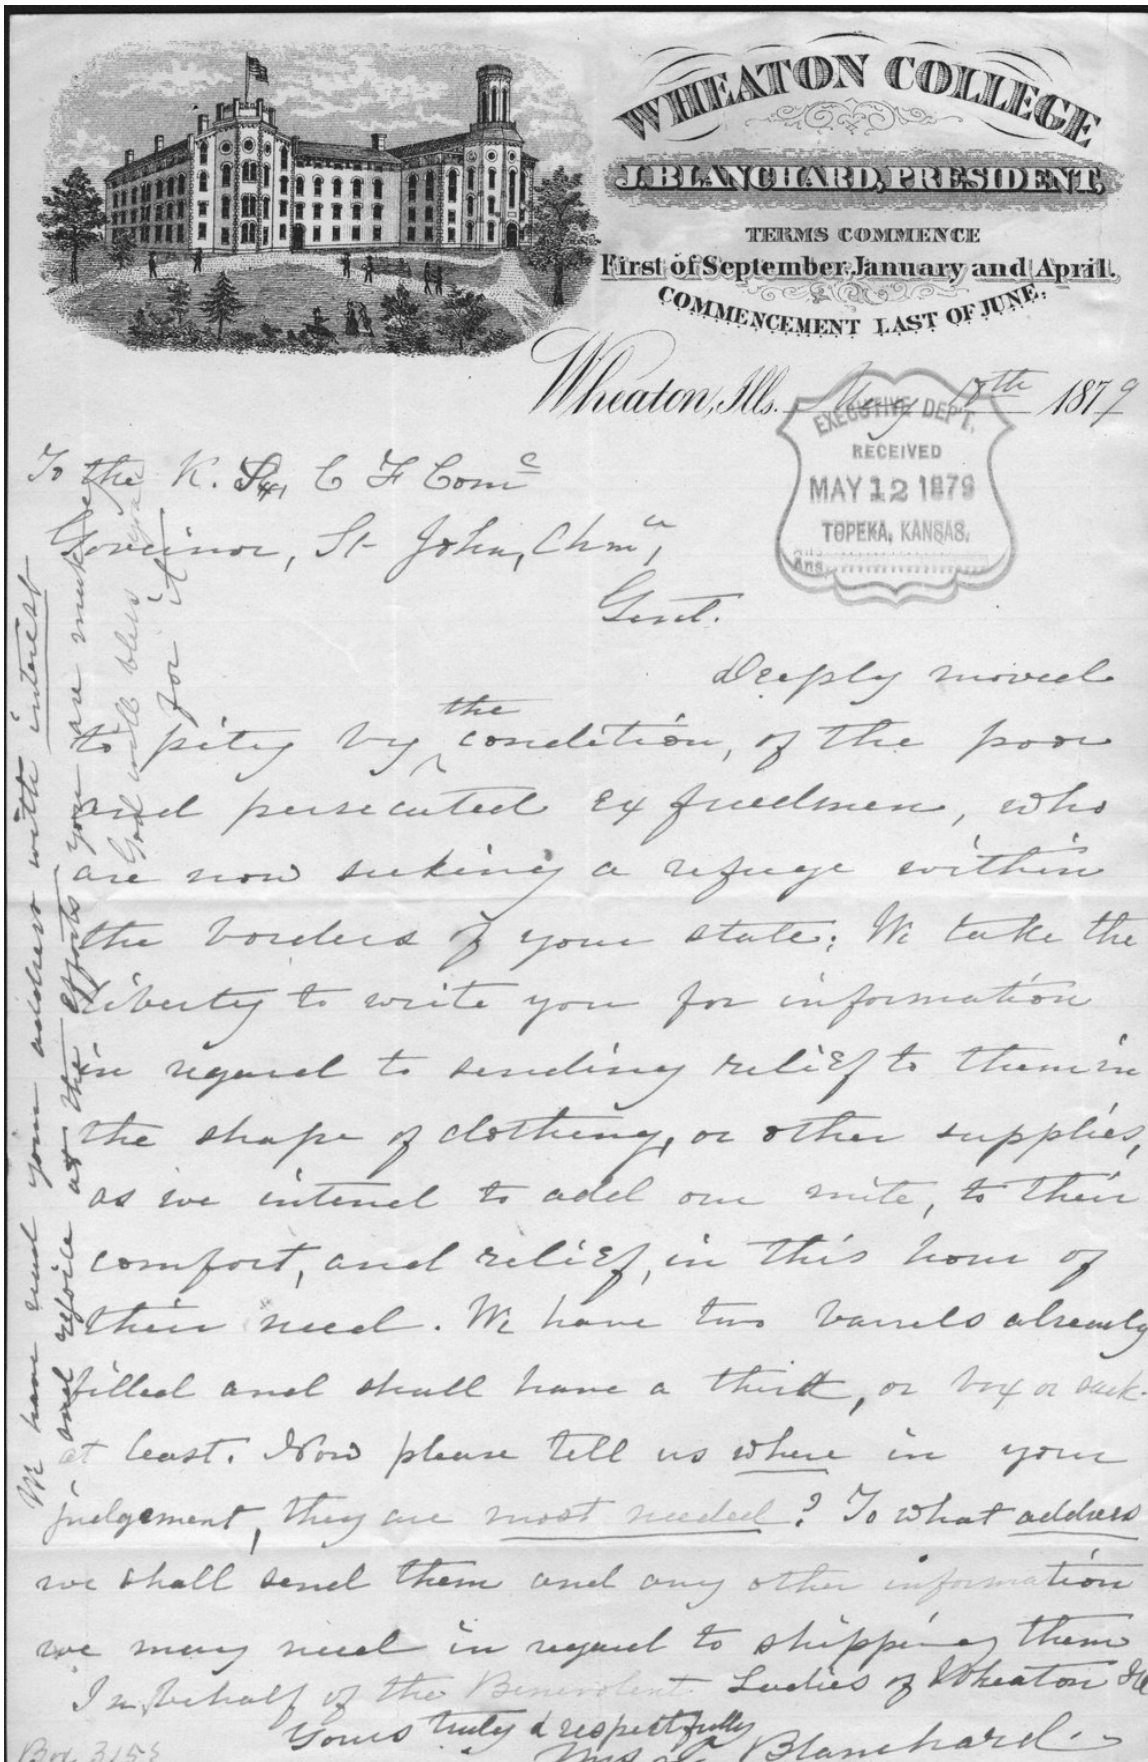 WHEATON COLLEGE
J. BLANCHARD, PRESIDENT,
TERMS COMMENCE
First of September, January and April.
COMMENCEMENT LAST OF JUNE.
Wheaton, Ills. May 1879
EXECUTIVE DEPT.
RECEIVED
MAY 12 1879
TOPEKA, KANSAS.
Ans.
To the K. C F Com e
Governor, St John, Chm n,
Gent.
Deeply moved
to pity by the condition, of the poor
and persecuted Ex freedmen, who
are now seeking a refuge within
the borders of your state; We take the
liberty to write you for information
in regard to sending relief to them in
the shape of clothing, or other supplies,
as we intend to add our mite, to their
comfort, and relief, in this hour of
their need. We have two barrels already
filled and shall have a third, or box or sack
at least. Now please tell us where in your
judgement, they are most needed? To what address
we shall send them and any other information
we may need in regard to shipping them
In behalf of the Benevolent Ladies of Wheaton Ill
Yours truly & respectfully
Mrs Blanchard
Box 315
We have read your address with interest
and rejoice at the efforts you are making
God will bless you
for it